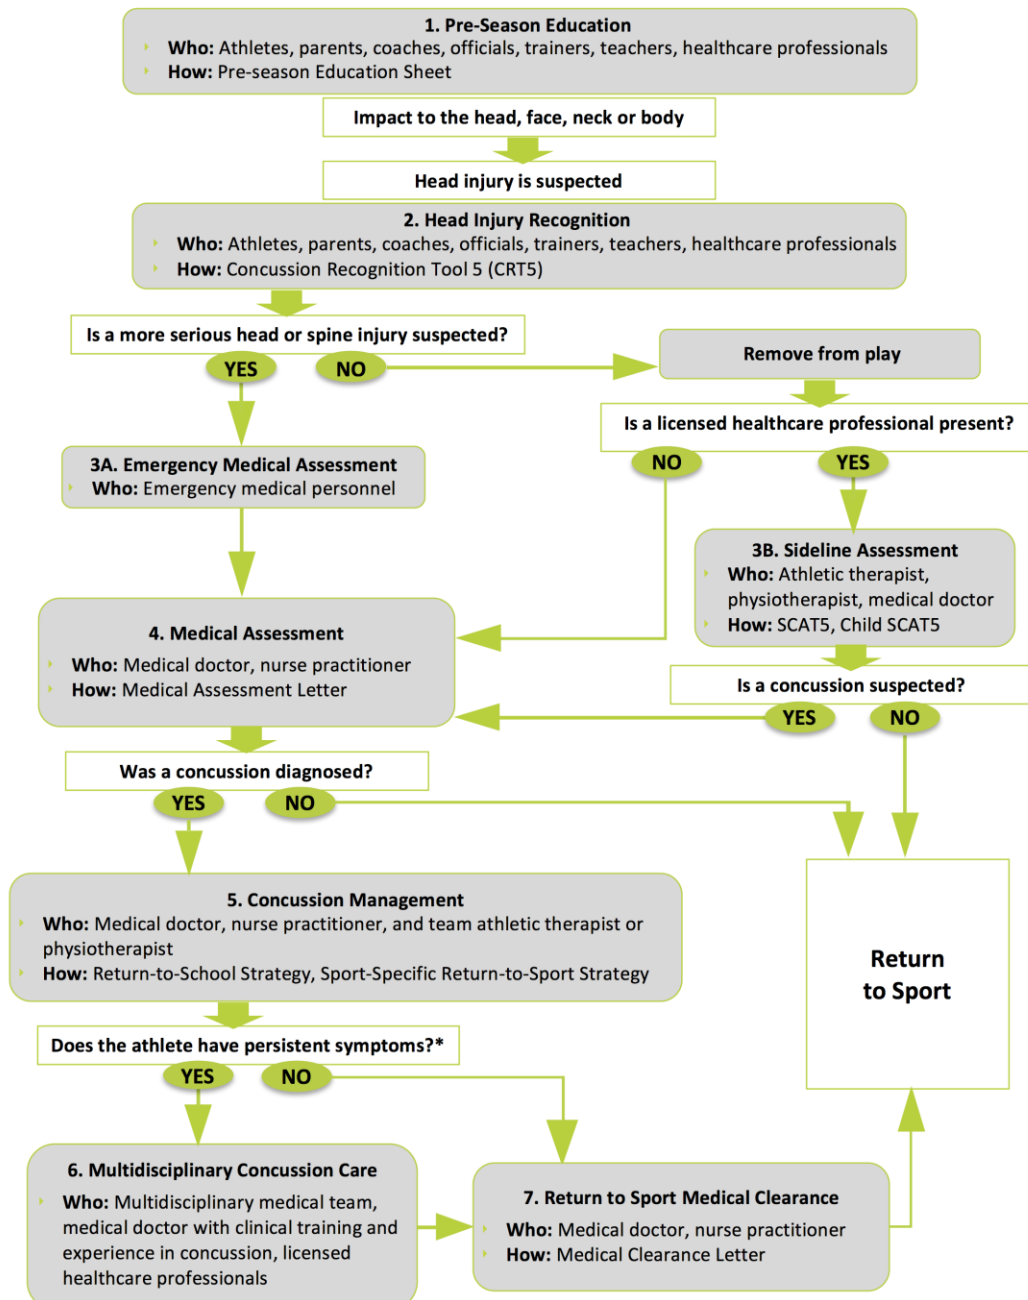 1. Pre-Season Education
Who: Athletes, parents, coaches, officials, trainers, teachers, healthcare professionals
How: Pre-season Education Sheet
Impact to the head, face, neck or body
Head injury is suspected
2. Head Injury Recognition
Who: Athletes, parents, coaches, officials, trainers, teachers, healthcare professionals
How: Concussion Recognition Tool 5 (CRT5)
Is a more serious head or spine injury suspected?
YES
NO
Remove from play
Is a licensed healthcare professional present?
NO
YES
3A. Emergency Medical Assessment
Who: Emergency medical personnel
3B. Sideline Assessment
Who: Athletic therapist,
physiotherapist, medical doctor
How: SCAT5, Child SCAT5
4. Medical Assessment
Who: Medical doctor, nurse practitioner
How: Medical Assessment Letter
Is a concussion suspected?
YES
NO
Was a concussion diagnosed?
YES
NO
5. Concussion Management
Who: Medical doctor, nurse practitioner, and team athletic therapist or
physiotherapist
How: Return-to-School Strategy, Sport-Specific Return-to-Sport Strategy
Return
to Sport
Does the athlete have persistent symptoms?*
YES
NO
6. Multidisciplinary Concussion Care
Who: Multidisciplinary medical team,
medical doctor with clinical training and
experience in concussion, licensed
healthcare professionals
7. Return to Sport Medical Clearance
Who: Medical doctor, nurse practitioner
How: Medical Clearance Letter